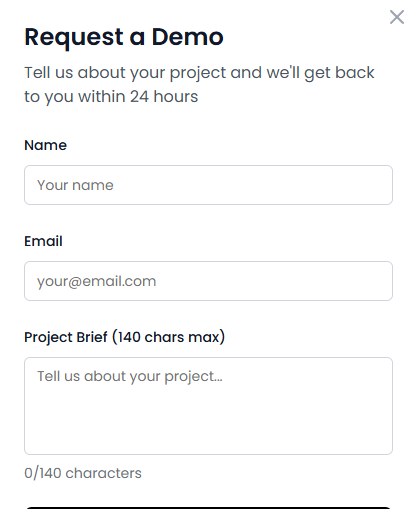 Request a Demo
Tell us about your project and we'll get back
to you within 24 hours
Name
Your name
Email
your@email.com
Project Brief (140 chars max)
Tell us about your project...
0/140 characters